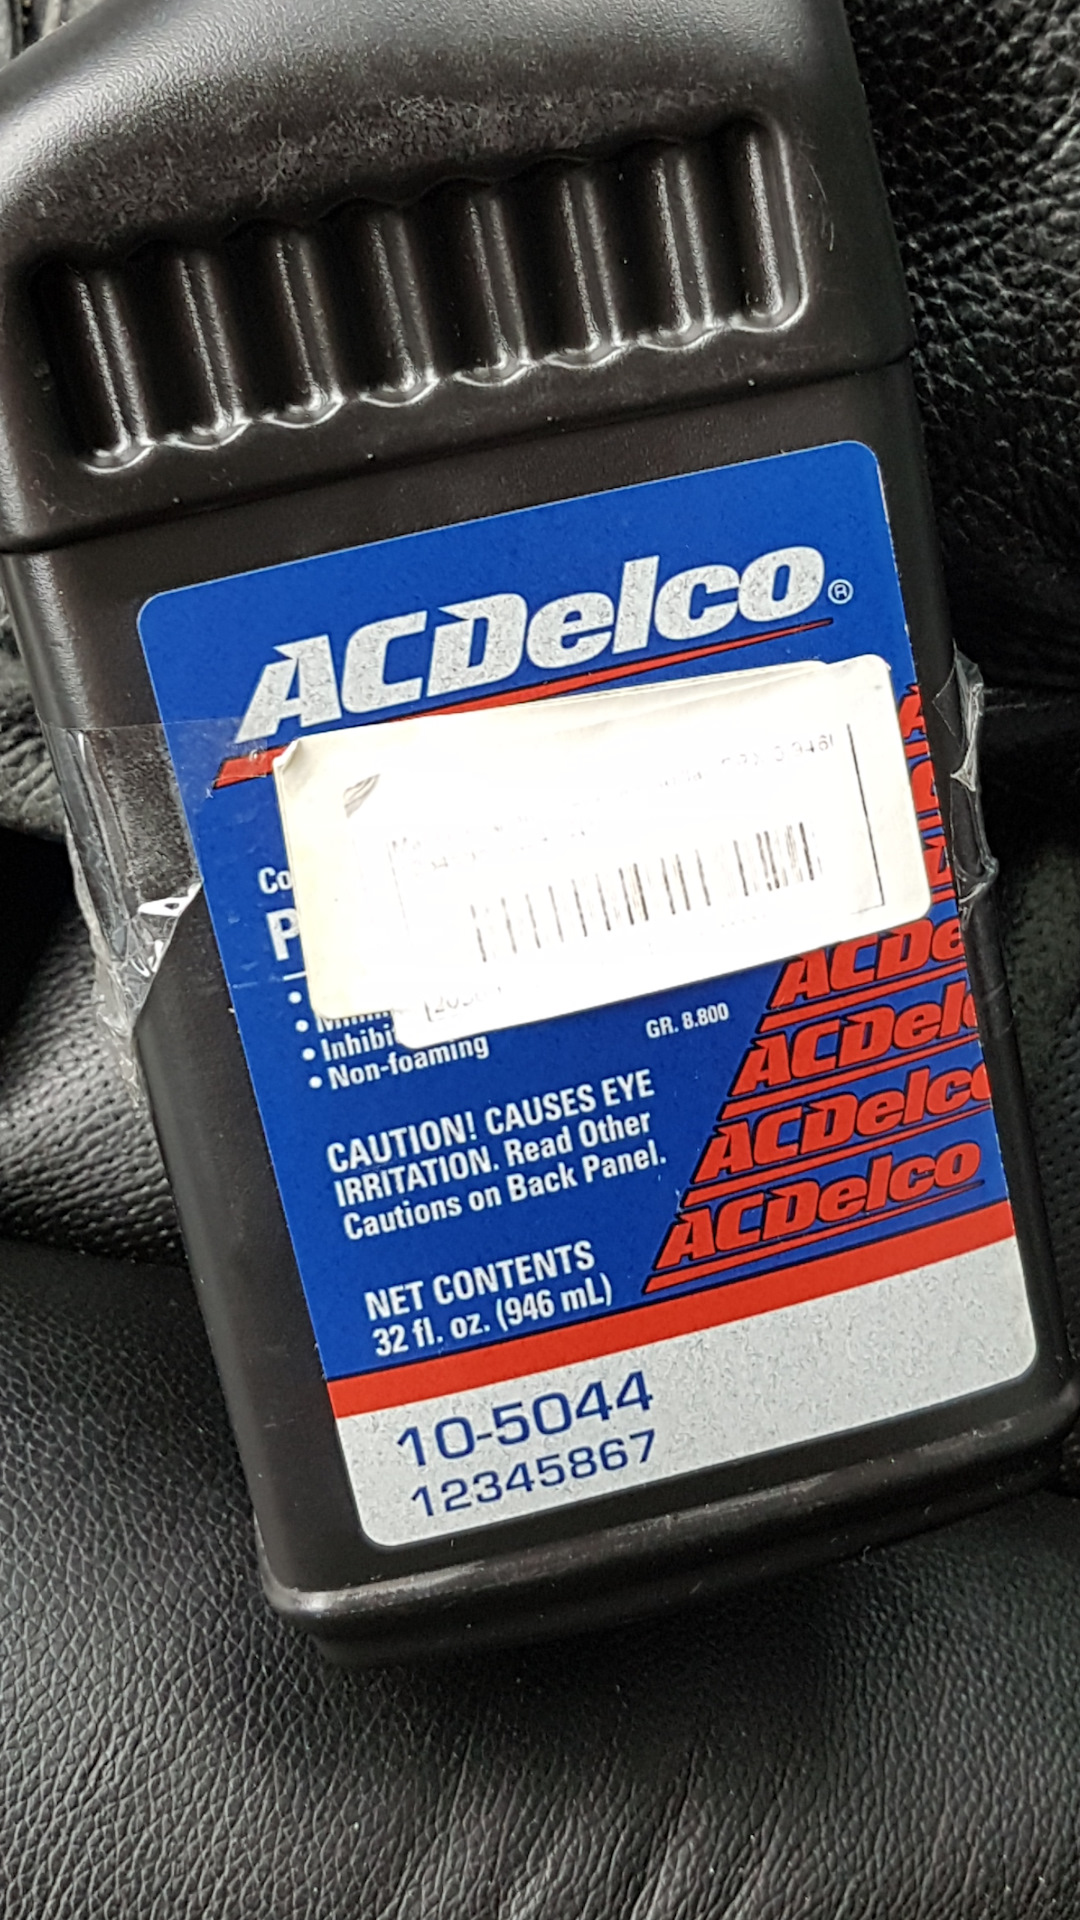 ACDelco®
Co
P
Inhibi
• Non-foaming
GR. 8.800
CAUTION! CAUSES EYE
IRRITATION. Read Other
Cautions on Back Panel.
NET CONTENTS
32 fl. oz. (946 mL)
ACDe
ACDelc
ACDelco
ACDelco
10-5044
12345867